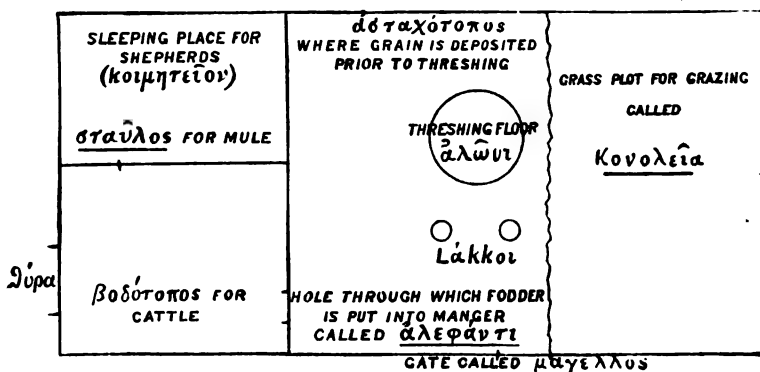 SLEEPING PLACE FOR
SHEPHERDS
(κοιμητεῖον)
σταῦλος FOR MULE
ἀσταχότοπος
WHERE GRAIN IS DEPOSITED
PRIOR TO THRESHING
THRESHING FLOOR
ἀλῶνι
Λάκκοι
GRASS PLOT FOR GRAZING
CALLED
Κονολεῖα
θύρα
βοδότοπος FOR
CATTLE
HOLE THROUGH WHICH FODDER
IS PUT INTO MANGER
CALLED ἀλεφάντι
GATE CALLED μάγελλος